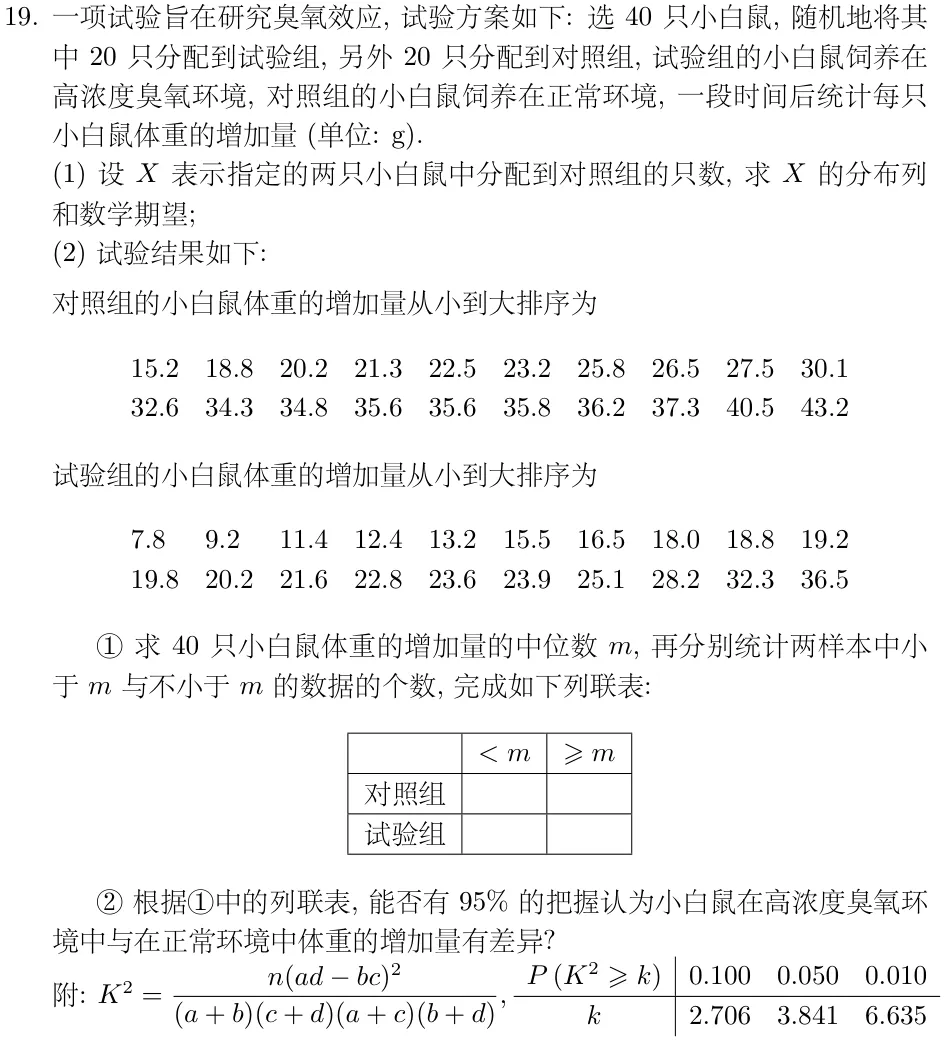 19. 一项试验旨在研究臭氧效应, 试验方案如下: 选 40 只小白鼠, 随机地将其
中 20 只分配到试验组, 另外 20 只分配到对照组, 试验组的小白鼠饲养在
高浓度臭氧环境, 对照组的小白鼠饲养在正常环境, 一段时间后统计每只
小白鼠体重的增加量 (单位: g).
(1) 设 X 表示指定的两只小白鼠中分配到对照组的只数, 求 X 的分布列
和数学期望;
(2) 试验结果如下:
对照组的小白鼠体重的增加量从小到大排序为
15.2 18.8 20.2 21.3 22.5 23.2 25.8 26.5 27.5 30.1
32.6 34.3 34.8 35.6 35.6 35.8 36.2 37.3 40.5 43.2
试验组的小白鼠体重的增加量从小到大排序为
7.8 9.2 11.4 12.4 13.2 15.5 16.5 18.0 18.8 19.2
19.8 20.2 21.6 22.8 23.6 23.9 25.1 28.2 32.3 36.5
① 求 40 只小白鼠体重的增加量的中位数 m, 再分别统计两样本中小
于 m 与不小于 m 的数据的个数, 完成如下列联表:
< m ⩾ m
对照组
试验组
② 根据①中的列联表, 能否有 95% 的把握认为小白鼠在高浓度臭氧环
境中与在正常环境中体重的增加量有差异?
附: K² = n(ad − bc)² / (a + b)(c + d)(a + c)(b + d), P (K² ⩾ k) 0.100 0.050 0.010
k 2.706 3.841 6.635